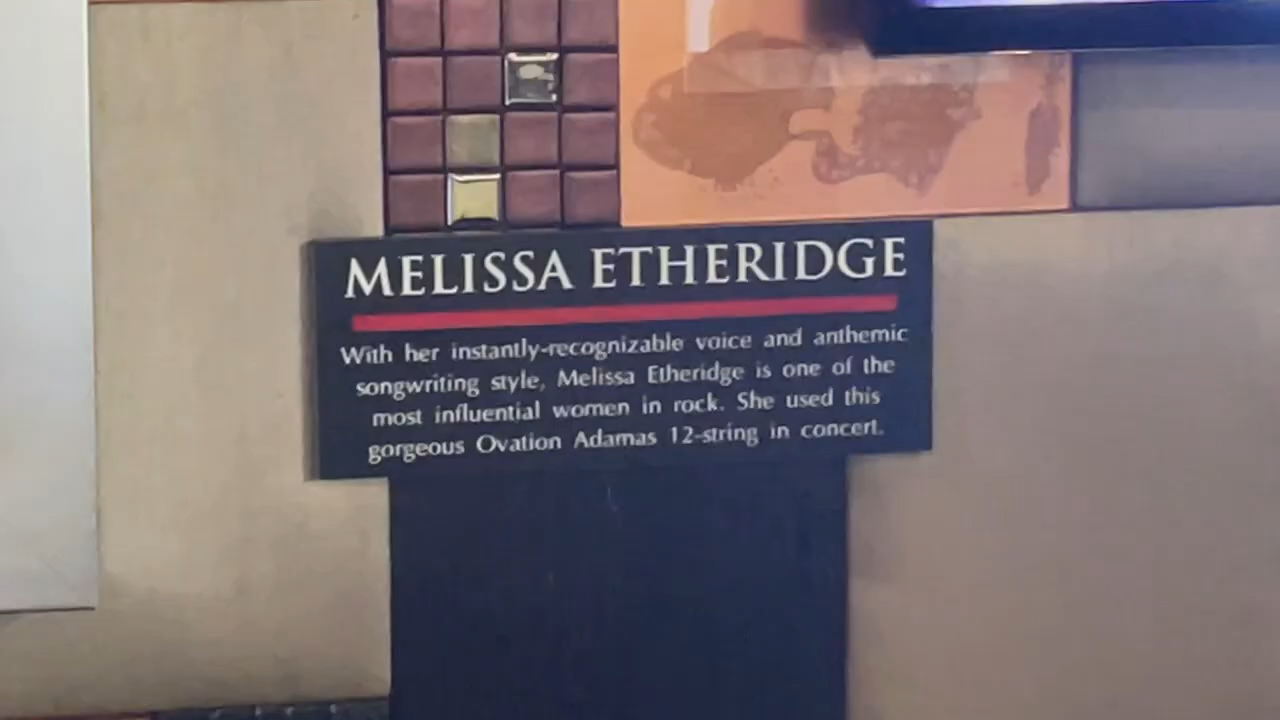 MELISSA ETHERIDGE
With her instantly-recognizable voice and anthemic
songwriting style, Melissa Etheridge is one of the
most influential women in rock. She used this
gorgeous Ovation Adamas 12-string in concert.